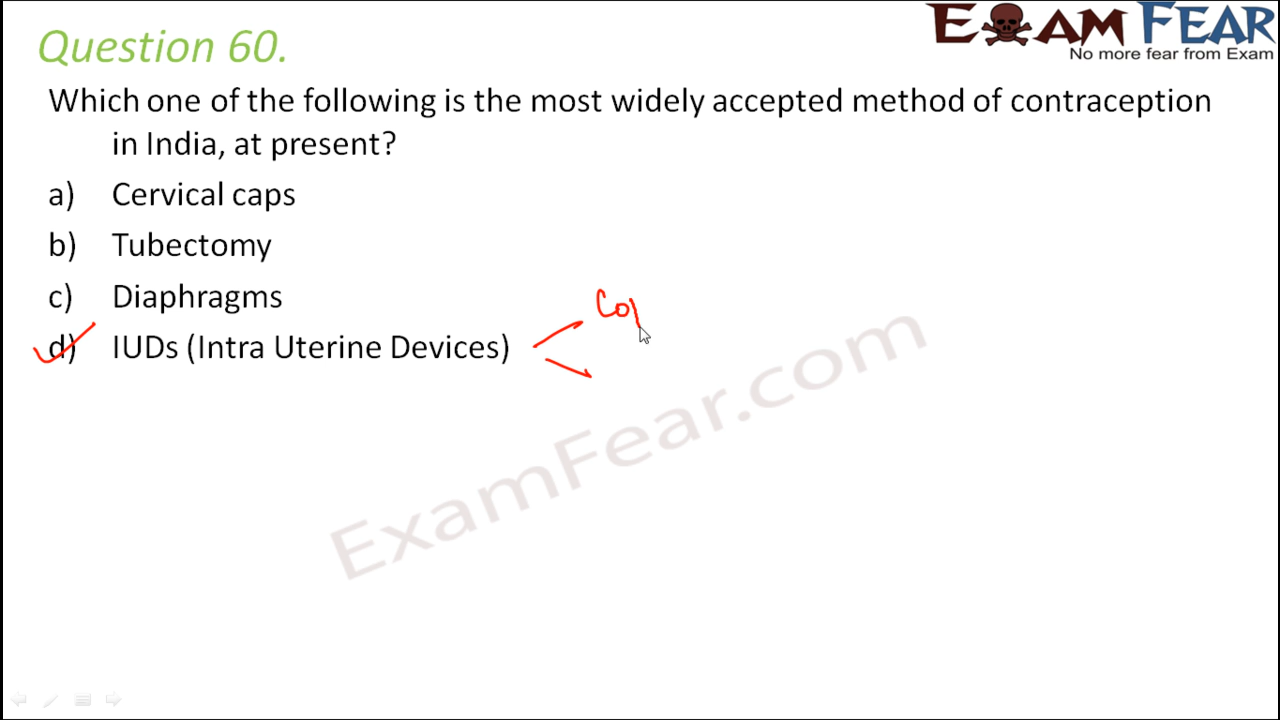 EXAM FEAR
No more fear from Exam
Question 60.
Which one of the following is the most widely accepted method of contraception
in India, at present?
a) Cervical caps
b) Tubectomy
c) Diaphragms
d) IUDs (Intra Uterine Devices)
ExamFear.com